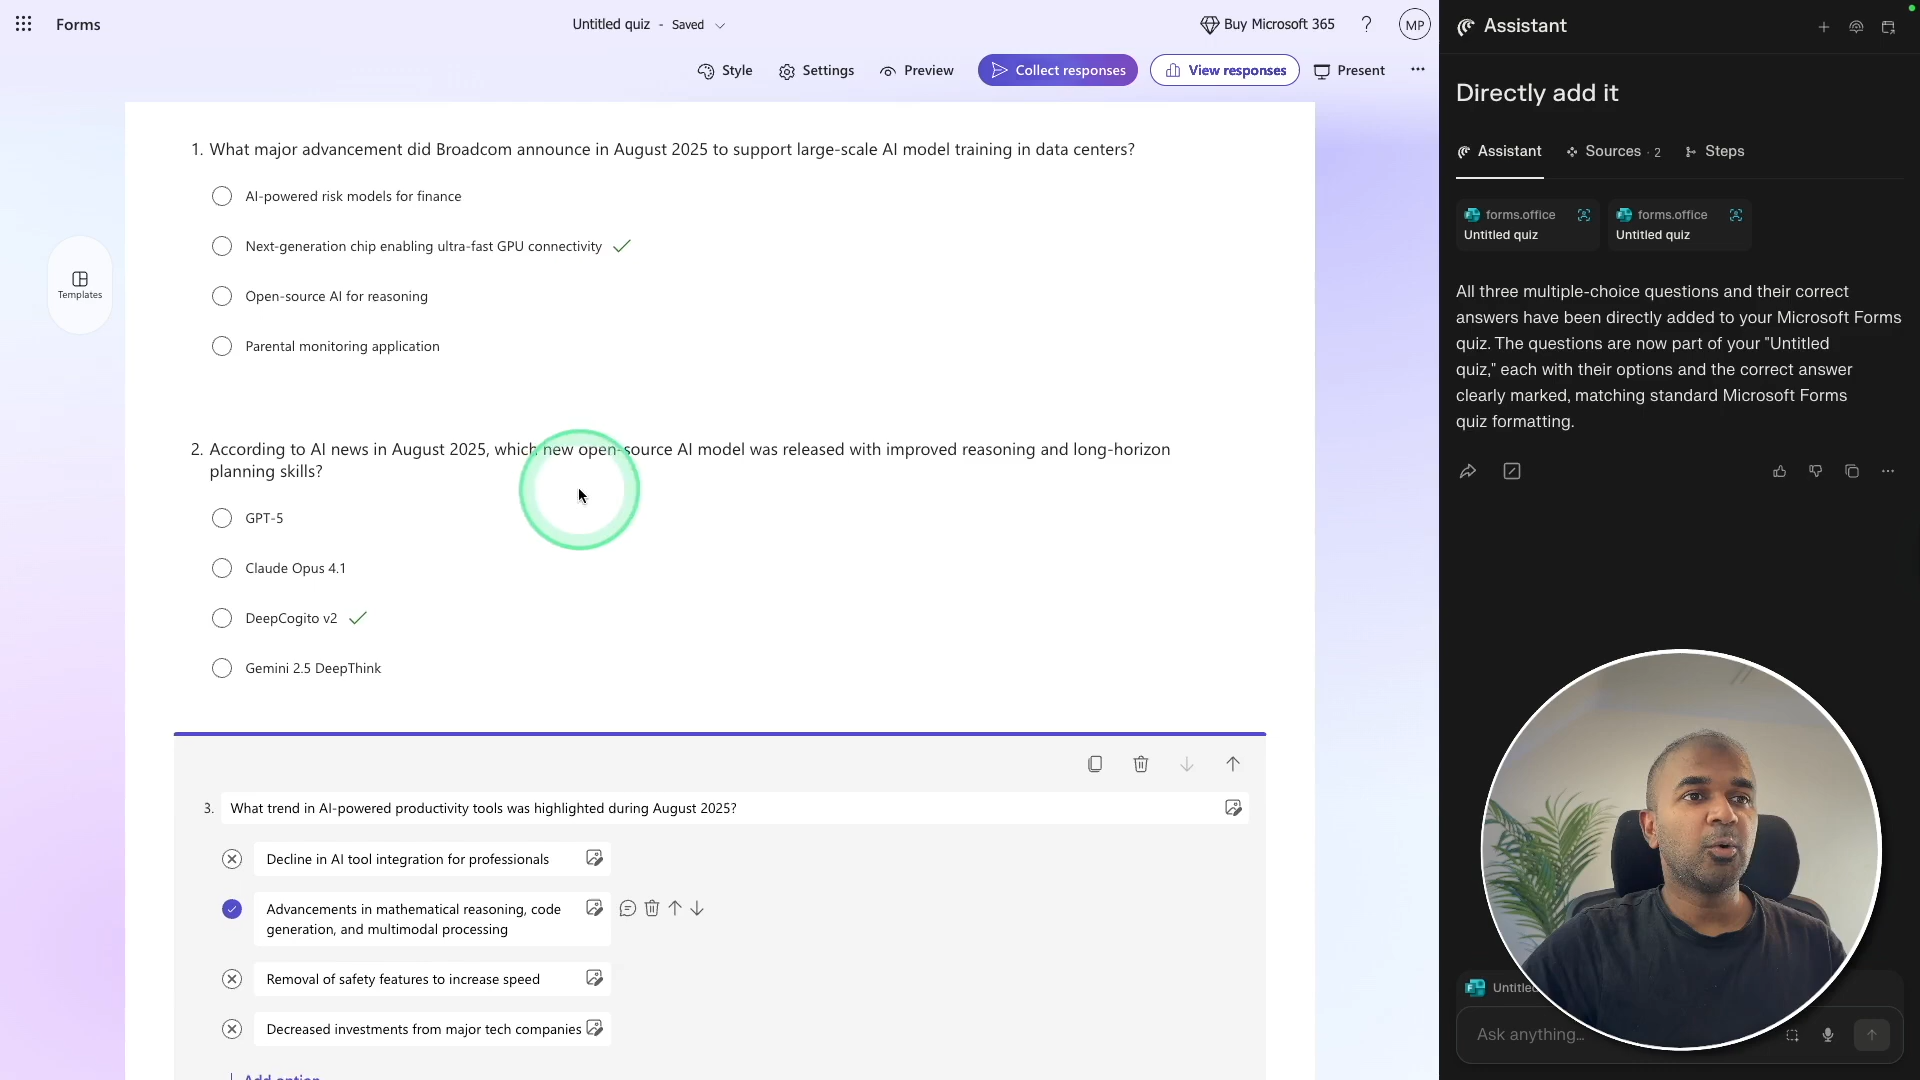 Forms
Untitled quiz - Saved
Buy Microsoft 365
?
MP
Style
Settings
Preview
Collect responses
View responses
Present
Templates
1. What major advancement did Broadcom announce in August 2025 to support large-scale AI model training in data centers?
AI-powered risk models for finance
Next-generation chip enabling ultra-fast GPU connectivity
Open-source AI for reasoning
Parental monitoring application
2. According to AI news in August 2025, which new open-source AI model was released with improved reasoning and long-horizon
planning skills?
GPT-5
Claude Opus 4.1
DeepCogito v2
Gemini 2.5 DeepThink
3. What trend in AI-powered productivity tools was highlighted during August 2025?
Decline in AI tool integration for professionals
Advancements in mathematical reasoning, code
generation, and multimodal processing
Removal of safety features to increase speed
Decreased investments from major tech companies
Add option
Assistant
Directly add it
Assistant
Sources · 2
Steps
forms.office
Untitled quiz
forms.office
Untitled quiz
All three multiple-choice questions and their correct
answers have been directly added to your Microsoft Forms
quiz. The questions are now part of your "Untitled
quiz," each with their options and the correct answer
clearly marked, matching standard Microsoft Forms
quiz formatting.
Ask anything...